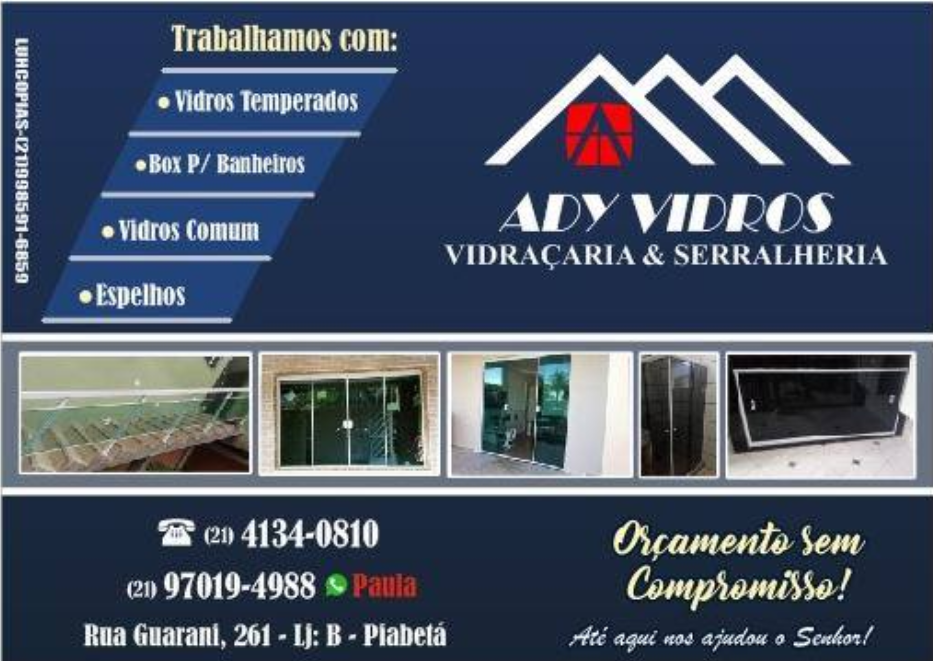 LUHCOPIAS-(21)998591-6859
Trabalhamos com:
• Vidros Temperados
• Box P/ Banheiros
• Vidros Comum
• Espelhos
ADY VIDROS
VIDRAÇARIA & SERRALHERIA
(21) 4134-0810
(21) 97019-4988 Paula
Rua Guarani, 261 - Lj: B - Piabetá
Orçamento sem
Compromisso!
Até aqui nos ajudou o Senhor!